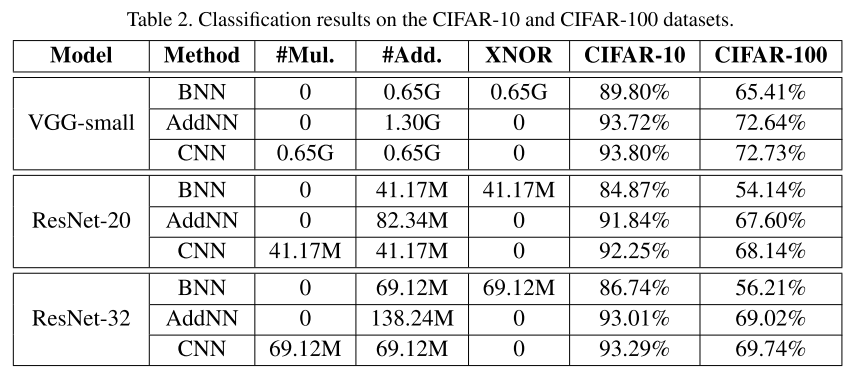 Table 2. Classification results on the CIFAR-10 and CIFAR-100 datasets.
Model Method #Mul. #Add. XNOR CIFAR-10 CIFAR-100
VGG-small BNN 0 0.65G 0.65G 89.80% 65.41%
AddNN 0 1.30G 0 93.72% 72.64%
CNN 0.65G 0.65G 0 93.80% 72.73%
ResNet-20 BNN 0 41.17M 41.17M 84.87% 54.14%
AddNN 0 82.34M 0 91.84% 67.60%
CNN 41.17M 41.17M 0 92.25% 68.14%
ResNet-32 BNN 0 69.12M 69.12M 86.74% 56.21%
AddNN 0 138.24M 0 93.01% 69.02%
CNN 69.12M 69.12M 0 93.29% 69.74%